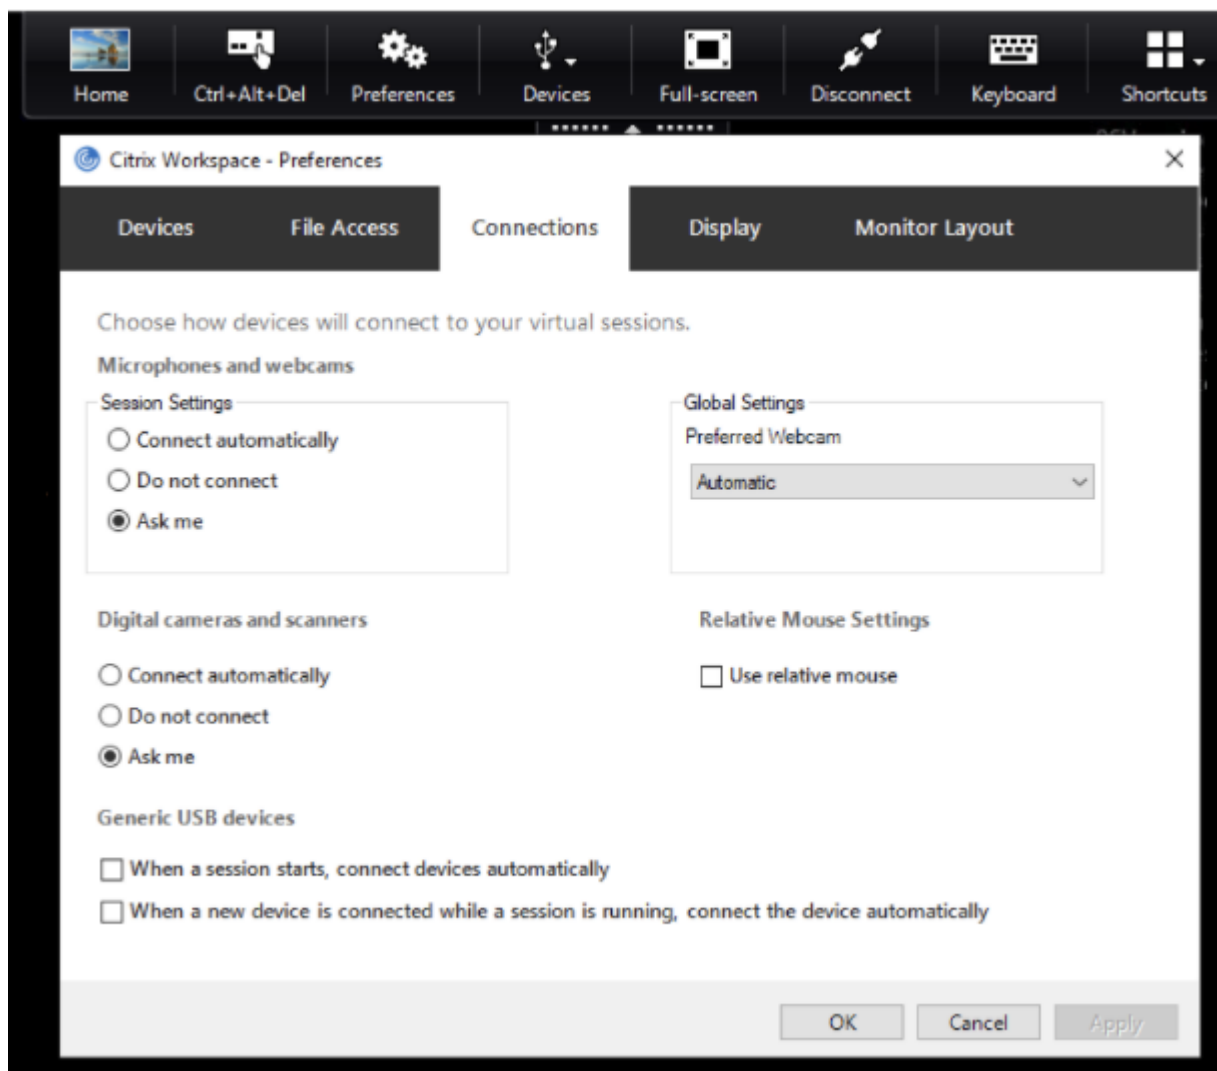 Home Ctrl+Alt+Del Preferences Devices Full-screen Disconnect Keyboard Shortcuts
Citrix Workspace - Preferences
Devices File Access Connections Display Monitor Layout
Choose how devices will connect to your virtual sessions.
Microphones and webcams
Session Settings
Connect automatically
Do not connect
Ask me
Global Settings
Preferred Webcam
Automatic
Digital cameras and scanners
Connect automatically
Do not connect
Ask me
Relative Mouse Settings
Use relative mouse
Generic USB devices
When a session starts, connect devices automatically
When a new device is connected while a session is running, connect the device automatically
OK Cancel Apply